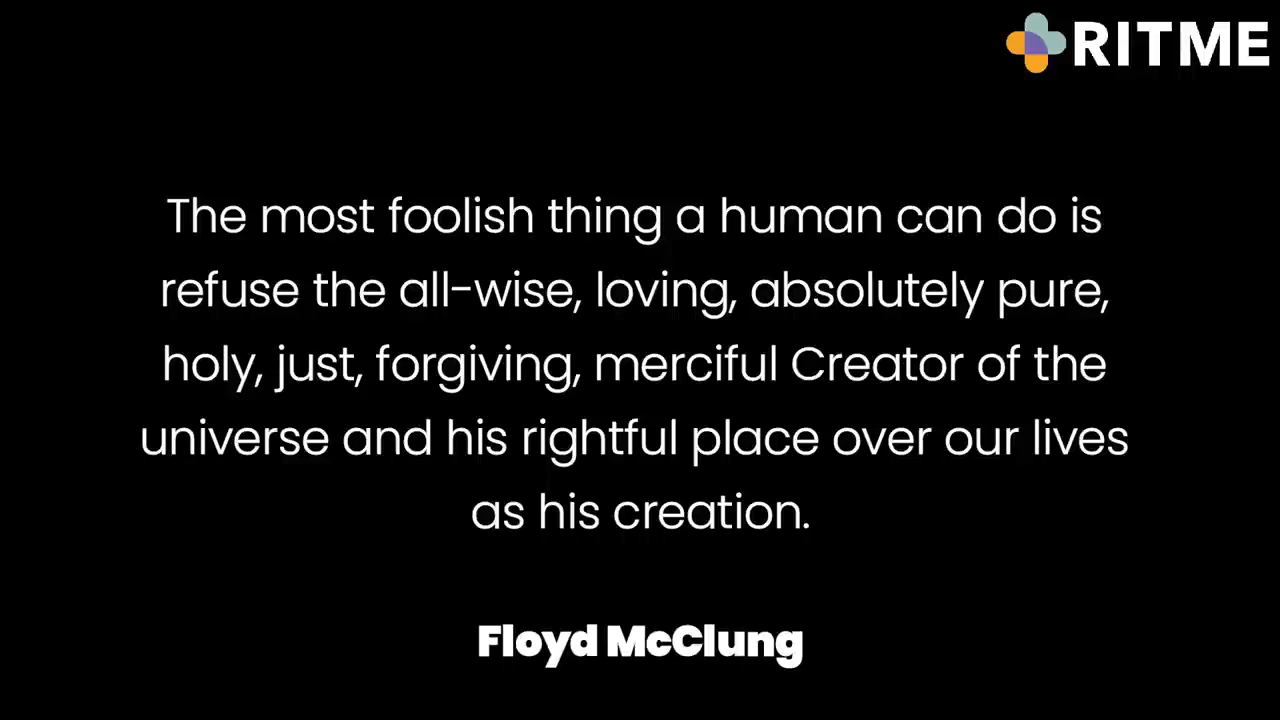 RITME
The most foolish thing a human can do is
refuse the all-wise, loving, absolutely pure,
holy, just, forgiving, merciful Creator of the
universe and his rightful place over our lives
as his creation.
Floyd McClung